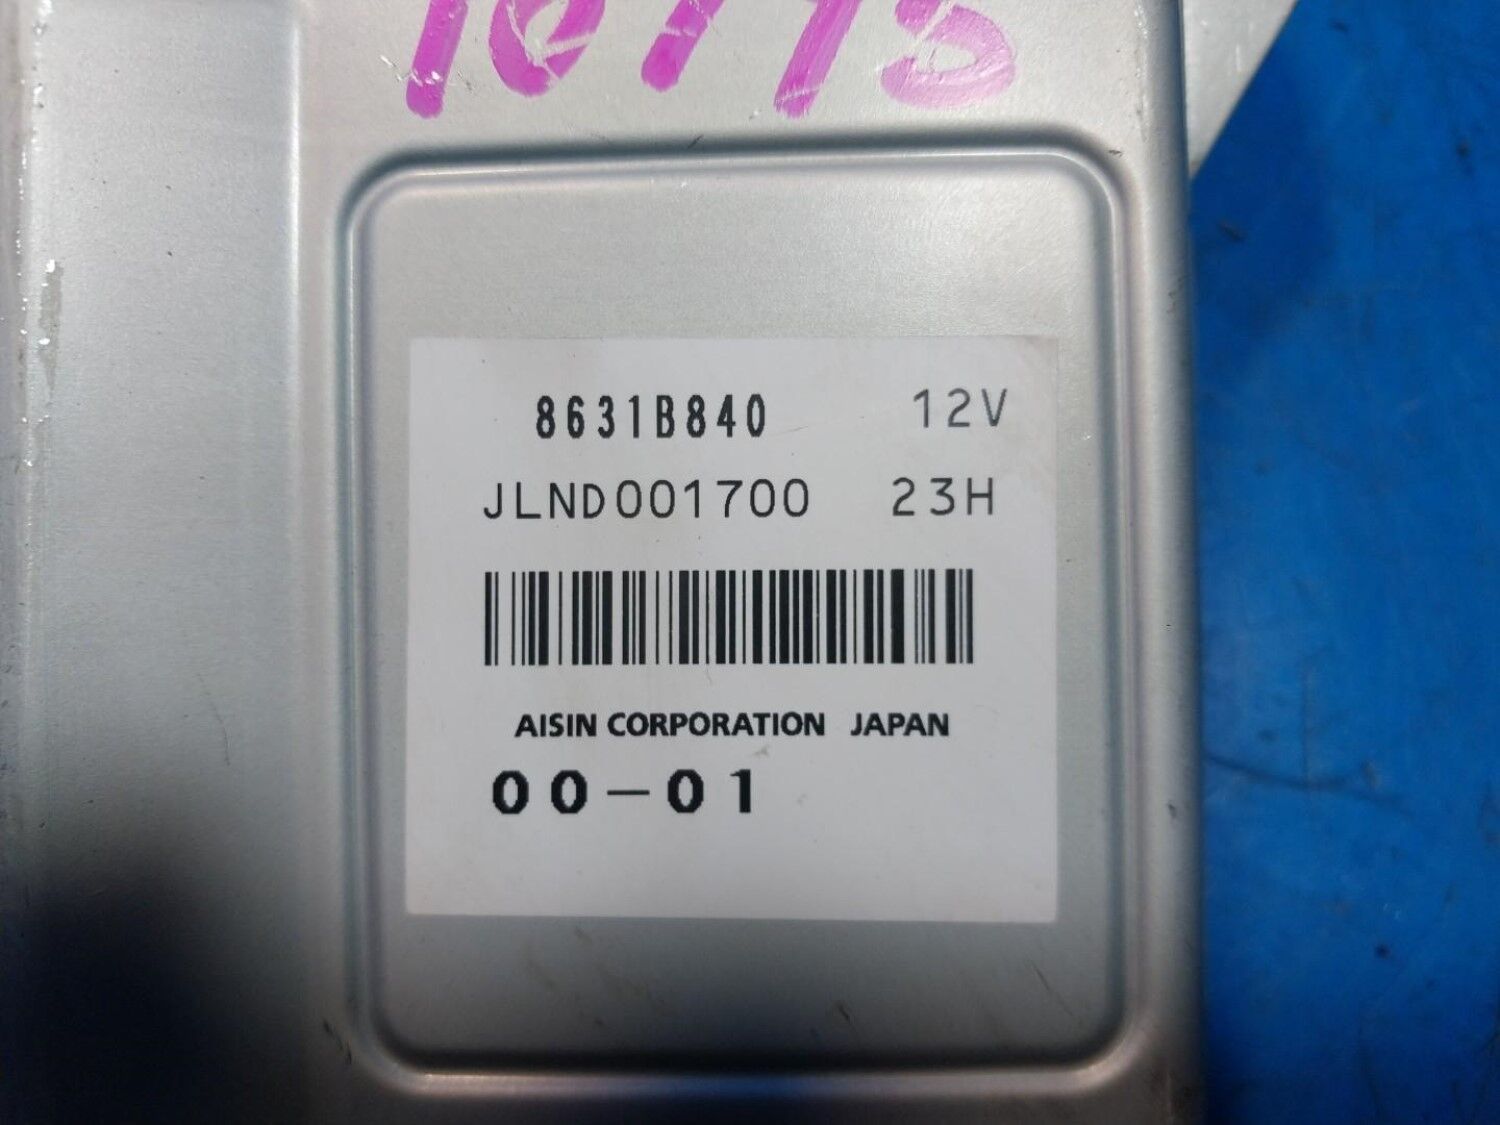 8631B840 12V
JLND001700 23H
AISIN CORPORATION JAPAN
00-01